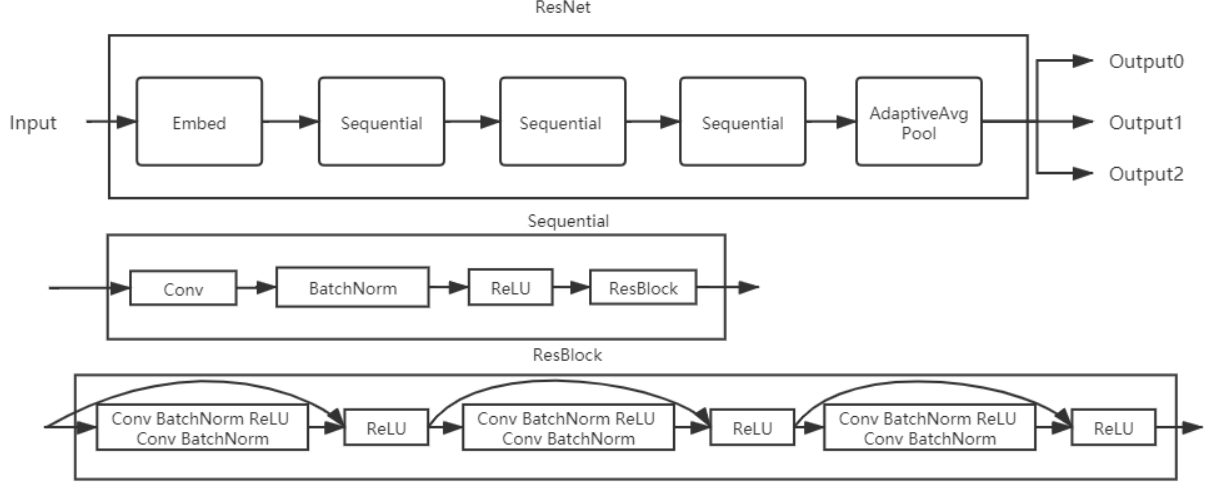 ResNet
Input
Embed
Sequential
Sequential
Sequential
AdaptiveAvg
Pool
Output0
Output1
Output2
Sequential
Conv
BatchNorm
ReLU
ResBlock
ResBlock
Conv BatchNorm ReLU
Conv BatchNorm
ReLU
Conv BatchNorm ReLU
Conv BatchNorm
ReLU
Conv BatchNorm ReLU
Conv BatchNorm
ReLU